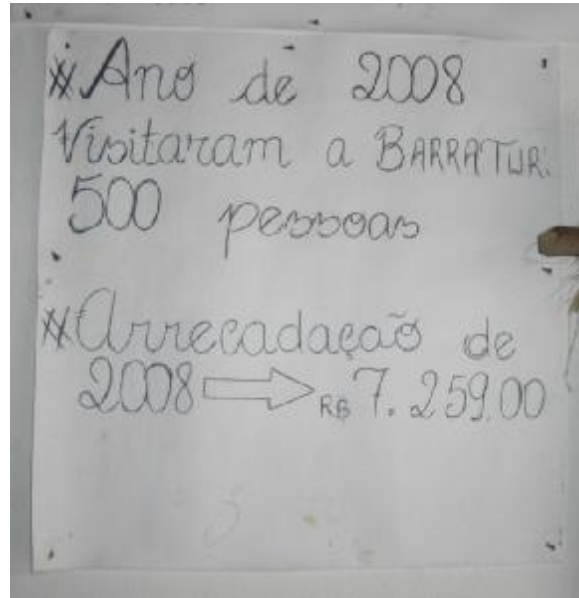 # Ano de 2008
Visitaram a BARRATUR:
500 pessoas
# Arrecadação de
2008 ⇨ R$ 7.259.00